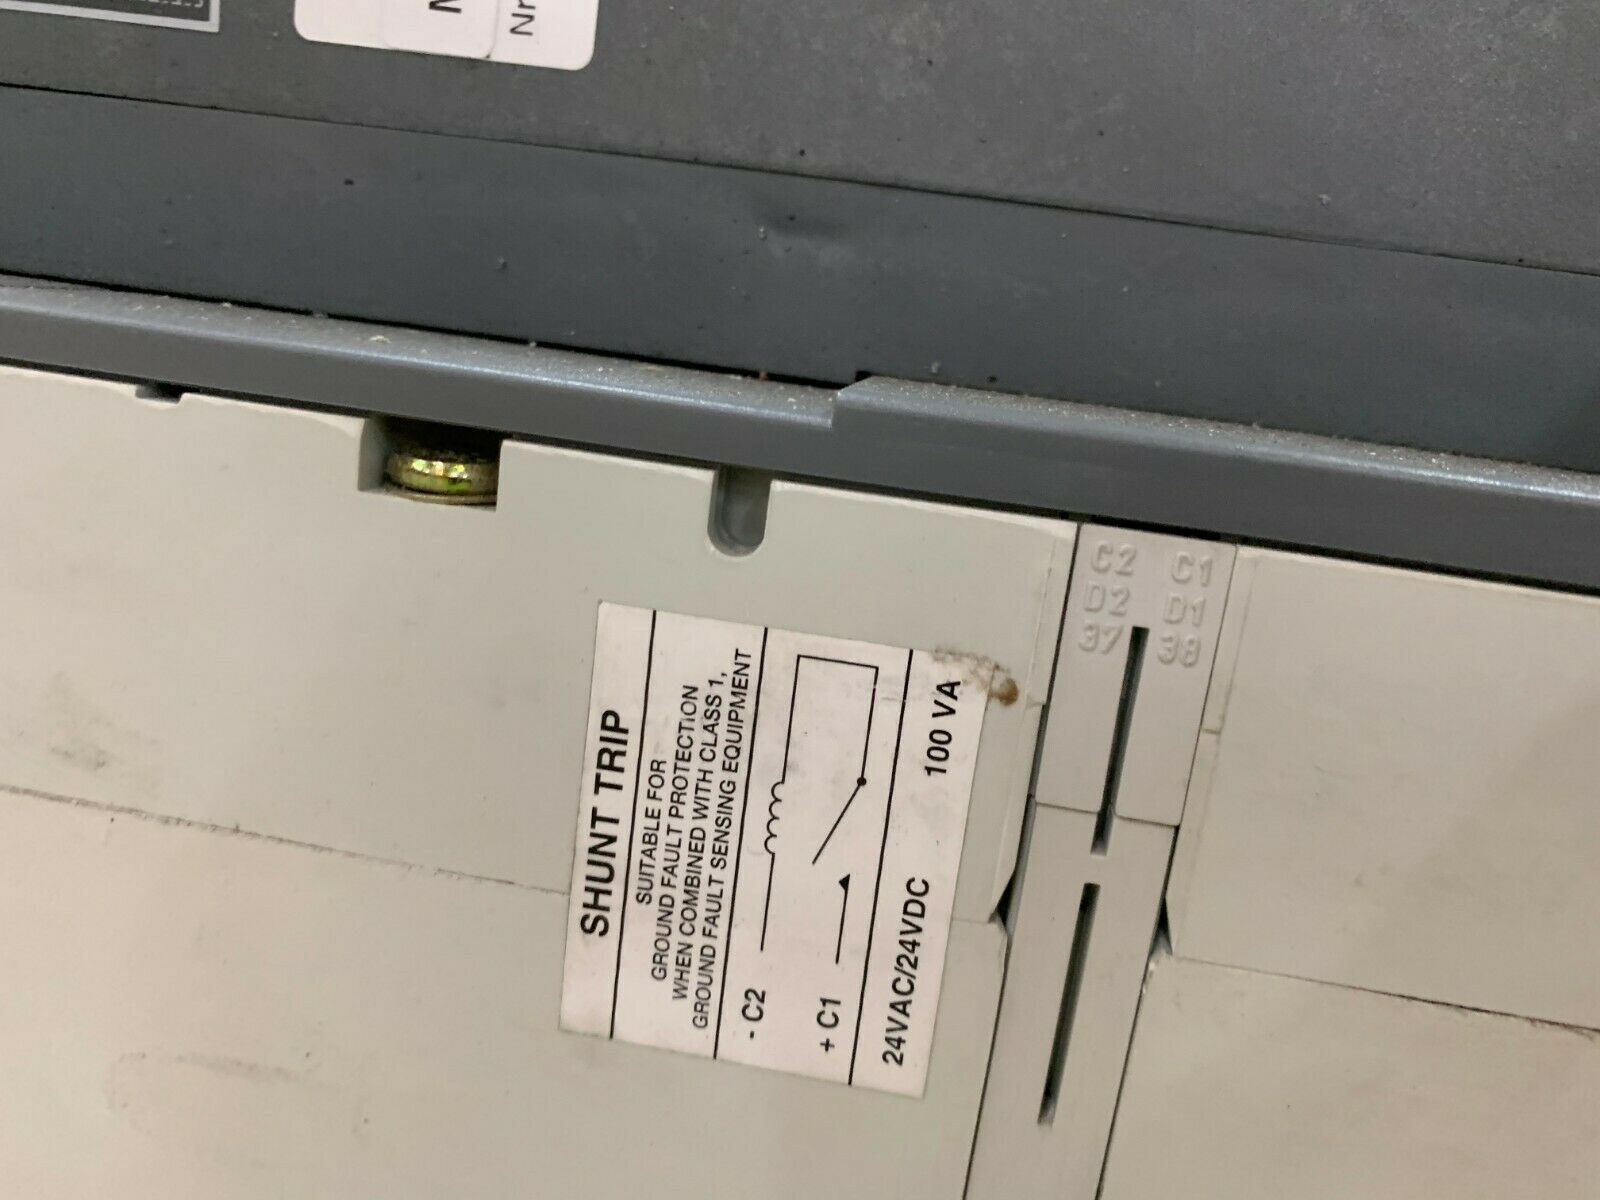 Nr
SHUNT TRIP
SUITABLE FOR
GROUND FAULT PROTECTION
WHEN COMBINED WITH CLASS 1,
GROUND FAULT SENSING EQUIPMENT
- C2
+ C1
24VAC/24VDC 100 VA
C2 C1
D2 D1
37 38